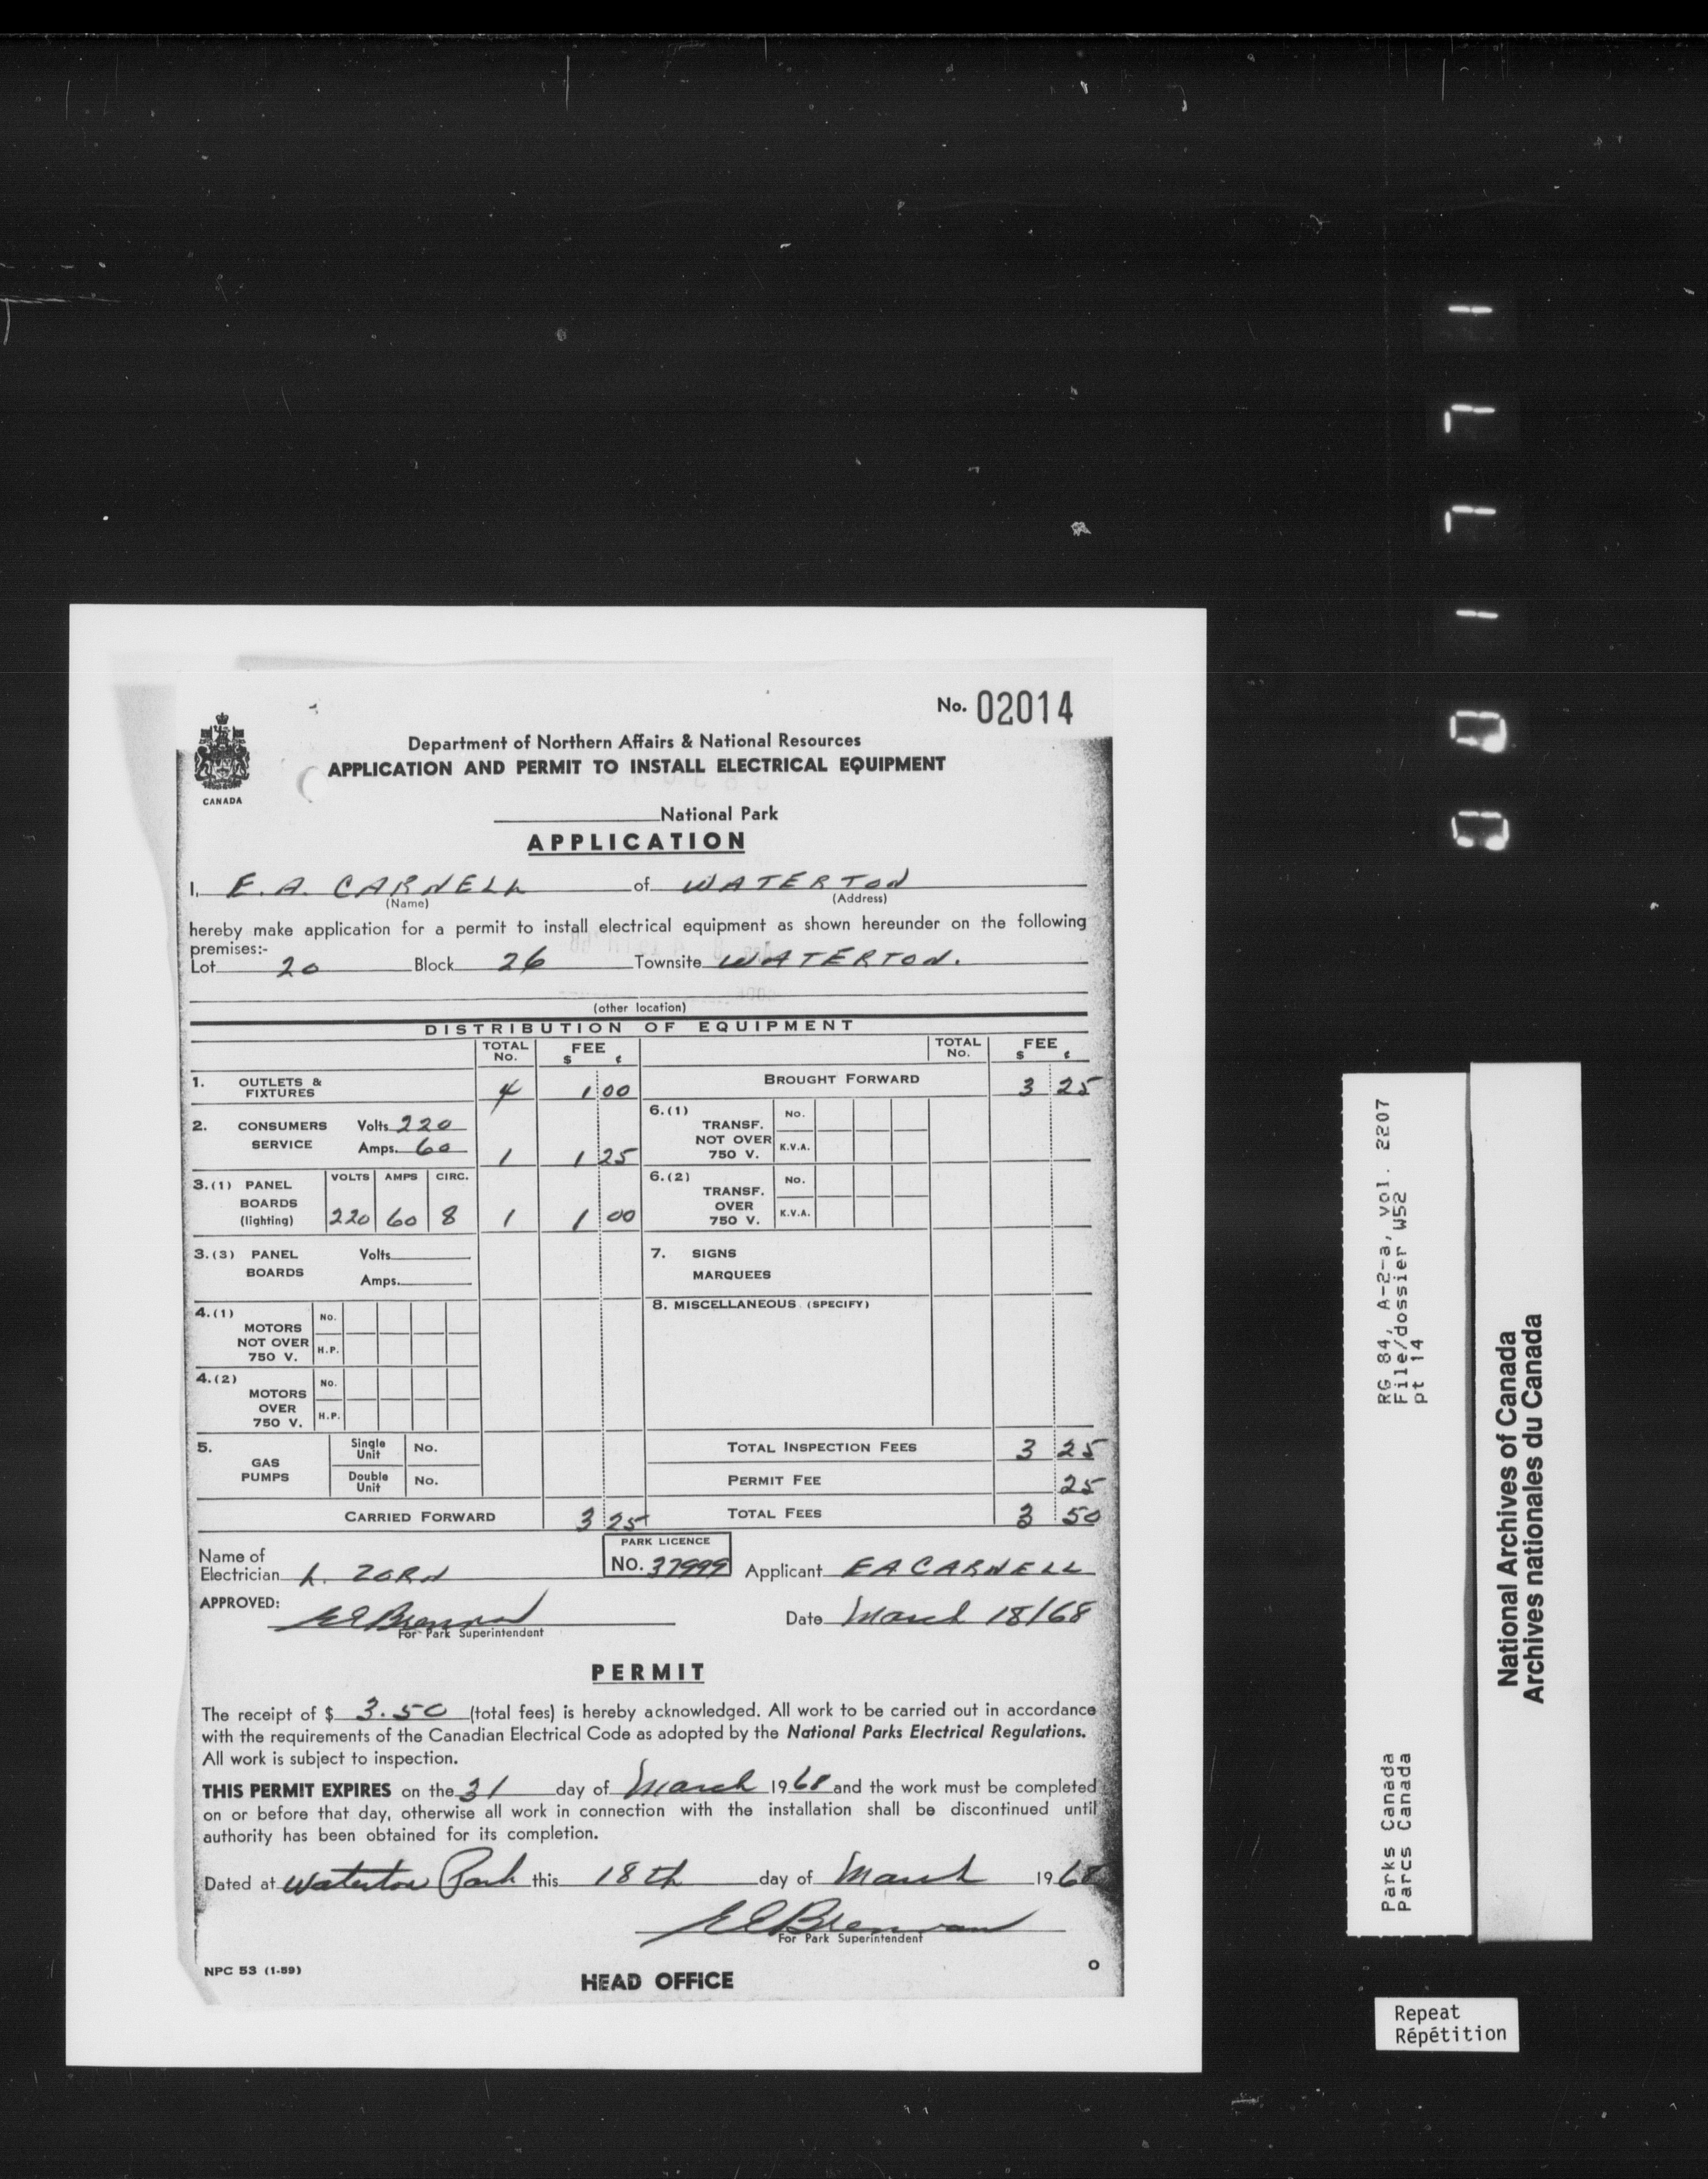 No. 02014
CANADA
Department of Northern Affairs & National Resources
APPLICATION AND PERMIT TO INSTALL ELECTRICAL EQUIPMENT
National Park
APPLICATION
I, E. A. CARNELL of WATERTON
(Name) (Address)
hereby make application for a permit to install electrical equipment as shown hereunder on the following
premises:-
Lot 20 Block 26 Townsite WATERTON.
(other location)
DISTRIBUTION OF EQUIPMENT
TOTAL No. FEE $ ¢ TOTAL No. FEE $ ¢
1. OUTLETS & FIXTURES 4 1 00
BROUGHT FORWARD 3 25
2. CONSUMERS SERVICE Volts 220 Amps. 60 1 1 25
6.(1) TRANSF. NOT OVER 750 V. No. K.V.A.
3.(1) PANEL BOARDS (lighting) VOLTS AMPS CIRC. 220 60 8 1 1 00
6.(2) TRANSF. OVER 750 V. No. K.V.A.
3.(3) PANEL BOARDS Volts Amps.
7. SIGNS MARQUEES
4.(1) MOTORS NOT OVER 750 V. No. H.P.
8. MISCELLANEOUS (SPECIFY)
4.(2) MOTORS OVER 750 V. No. H.P.
5. GAS PUMPS Single Unit No. Double Unit No.
TOTAL INSPECTION FEES 3 25
PERMIT FEE 25
CARRIED FORWARD 3 25
TOTAL FEES 3 50
Name of Electrician L. ZORN
PARK LICENCE NO. 37999
Applicant E A CARNELL
APPROVED: E E Brennan
For Park Superintendent
Date March 18/68
PERMIT
The receipt of $ 3.50 (total fees) is hereby acknowledged. All work to be carried out in accordance
with the requirements of the Canadian Electrical Code as adopted by the National Parks Electrical Regulations.
All work is subject to inspection.
THIS PERMIT EXPIRES on the 31 day of March 1968 and the work must be completed
on or before that day, otherwise all work in connection with the installation shall be discontinued until
authority has been obtained for its completion.
Dated at Waterton Park this 18th day of March 1968
E E Brennan
For Park Superintendent
NPC 53 (1-59)
HEAD OFFICE
O
RG 84, A-2-a, vol. 2207
File/dossier W52
pt 14
Parks Canada
Parcs Canada
National Archives of Canada
Archives nationales du Canada
Repeat
Répétition